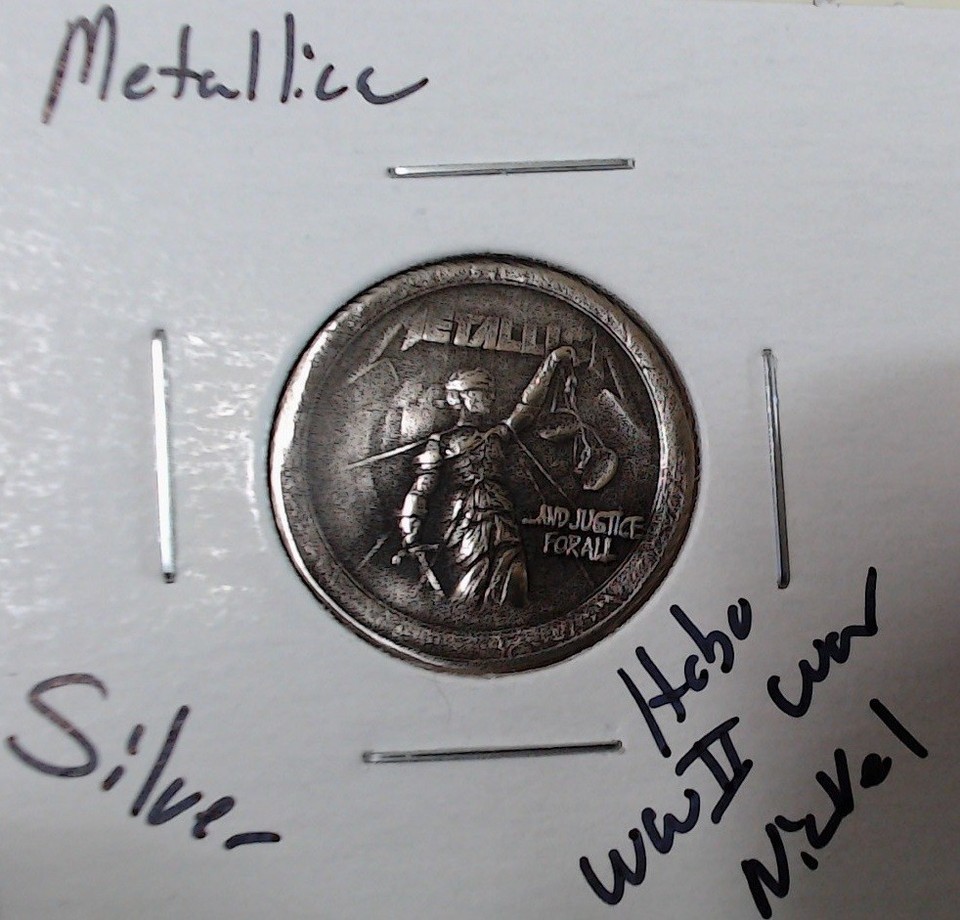 Metallica
METALLICA
...AND JUSTICE
FOR ALL
Silver
Hobo
WWII war
Nickel